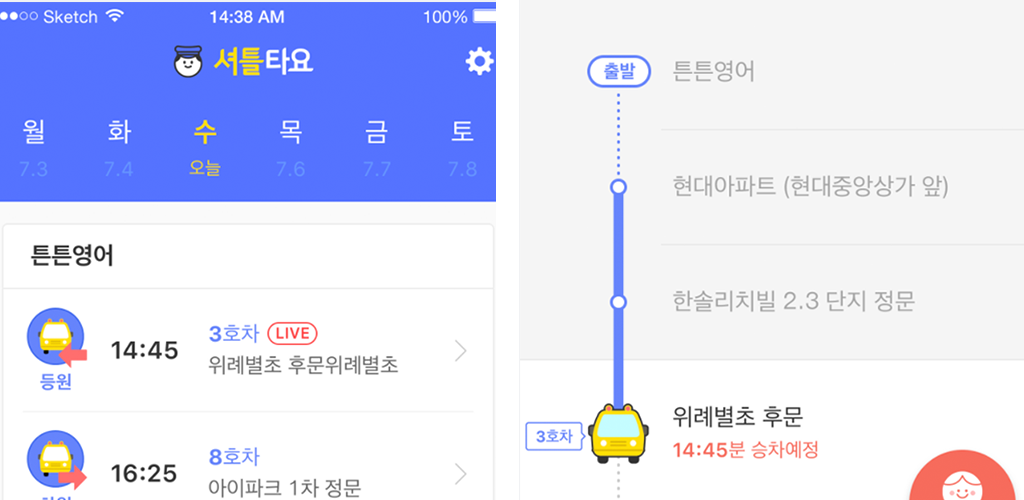 Sketch 14:38 AM 100%
셔틀타요
월 화 수 목 금 토
7.3 7.4 오늘 7.6 7.7 7.8
튼튼영어
14:45 3호차 LIVE
위례별초 후문위례별초
등원
16:25 8호차
아이파크 1차 정문
출발 튼튼영어
현대아파트 (현대중앙상가 앞)
한솔리치빌 2.3 단지 정문
3호차 위례별초 후문
14:45분 승차예정